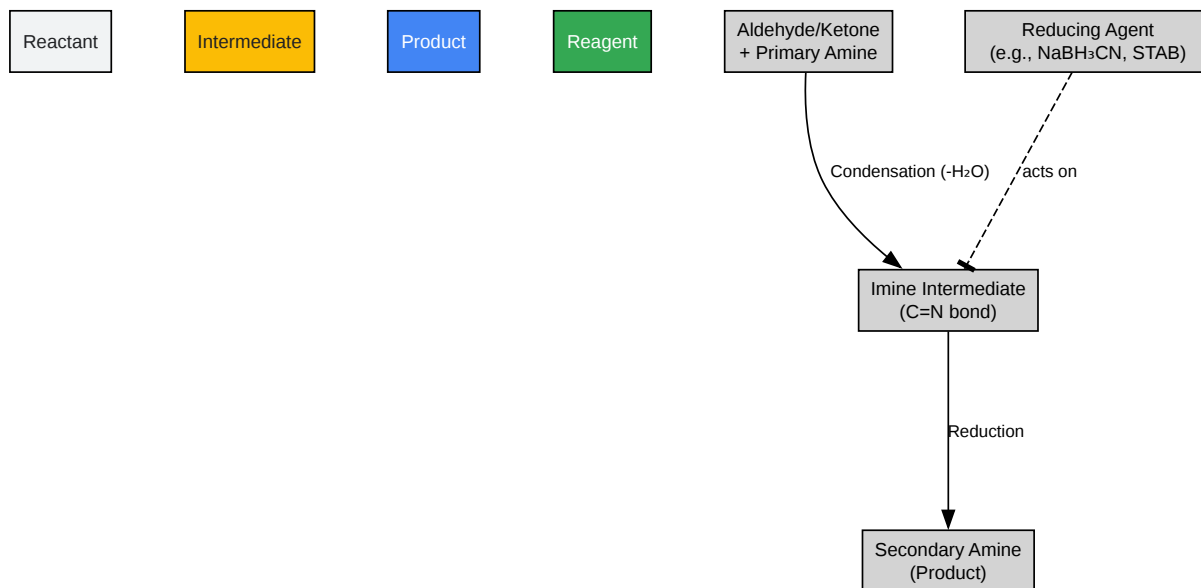 Reactant
Intermediate
Product
Reagent
Aldehyde/Ketone
+ Primary Amine
Reducing Agent
(e.g., NaBH₃CN, STAB)
Condensation (-H₂O)
acts on
Imine Intermediate
(C=N bond)
Reduction
Secondary Amine
(Product)